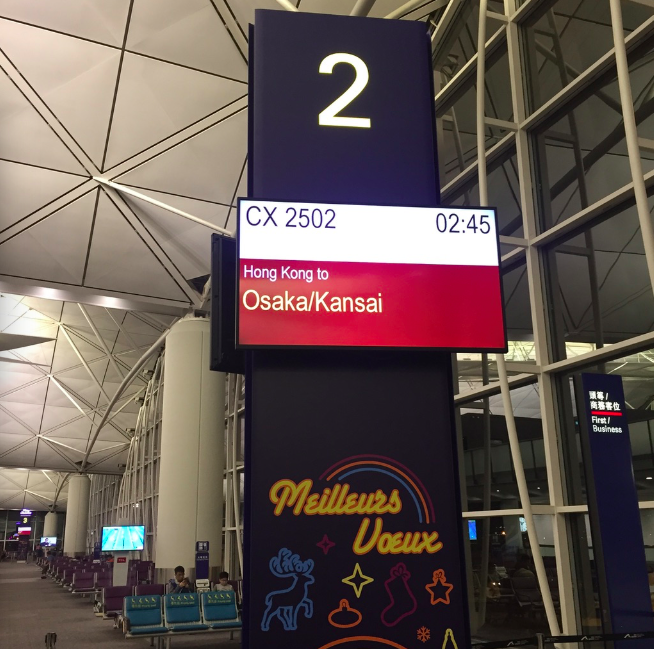 2
CX 2502 02:45
Hong Kong to
Osaka/Kansai
頭等 /
商務客位
First /
Business
Meilleurs
Voeux
3